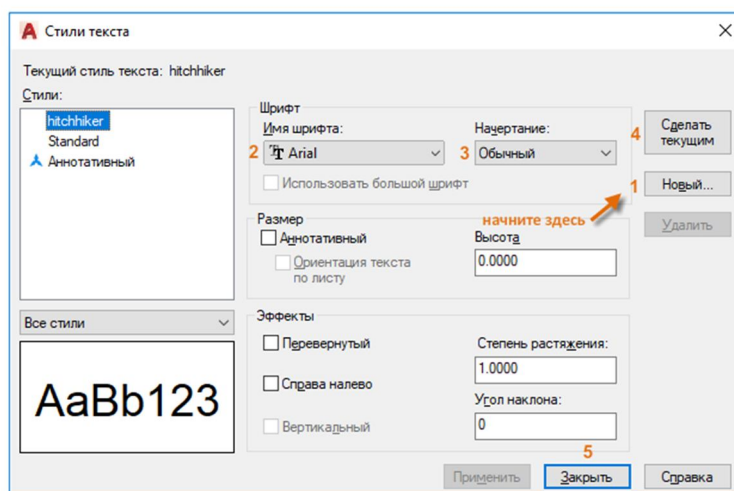 Стили текста
Текущий стиль текста: hitchhiker
Стили:
hitchhiker
Standard
Аннотативный
Все стили
AaBb123
Шрифт
Имя шрифта:
2 Arial
Использовать большой шрифт
Начертание:
3 Обычный
начните здесь
Размер
Аннотативный
Ориентация текста
по листу
Высота
0.0000
Эффекты
Перевернутый
Справа налево
Вертикальный
Степень растяжения:
1.0000
Угол наклона:
0
4 Сделать
текущим
1 Новый...
Удалить
5
Применить Закрыть Справка